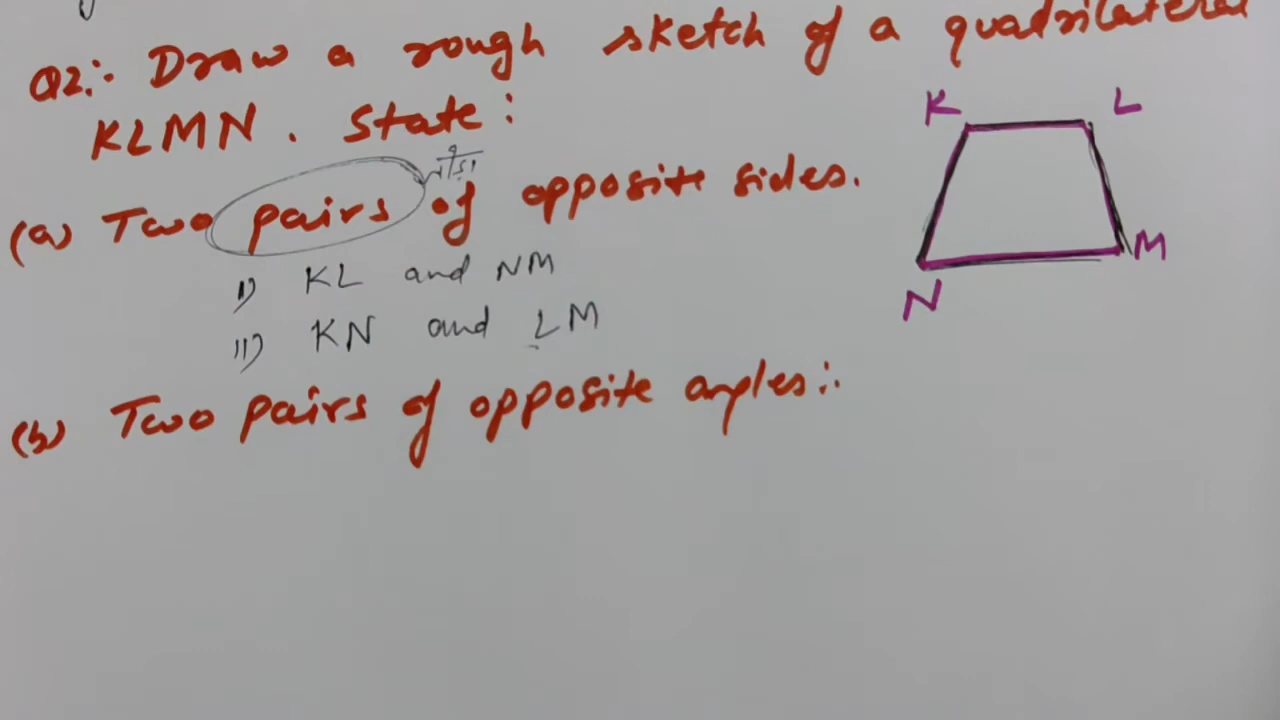 Q2:- Draw a rough sketch of a quadrilateral
KLMN. State:
(a) Two pairs of opposite sides.
i) KL and NM
ii) KN and LM
(b) Two pairs of opposite angles:-
K L
M
N